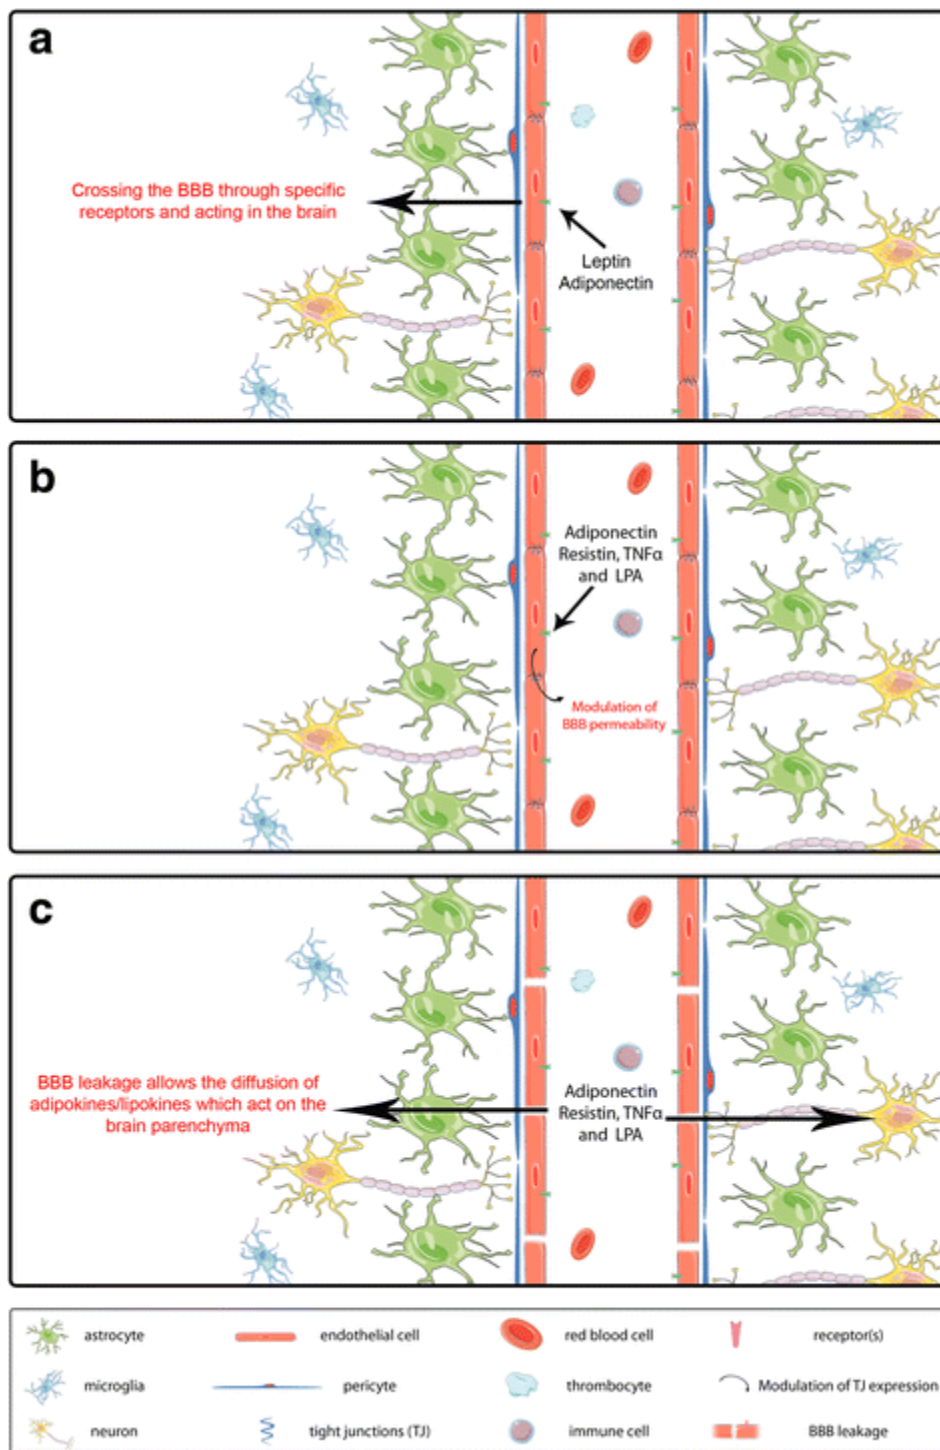 a
Crossing the BBB through specific
receptors and acting in the brain
Leptin
Adiponectin
b
Adiponectin
Resistin, TNFα
and LPA
Modulation of
BBB permeability
c
BBB leakage allows the diffusion of
adipokines/lipokines which act on the
brain parenchyma
Adiponectin
Resistin, TNFα
and LPA
astrocyte
endothelial cell
red blood cell
receptor(s)
microglia
pericyte
thrombocyte
Modulation of TJ expression
neuron
tight junctions (TJ)
immune cell
BBB leakage